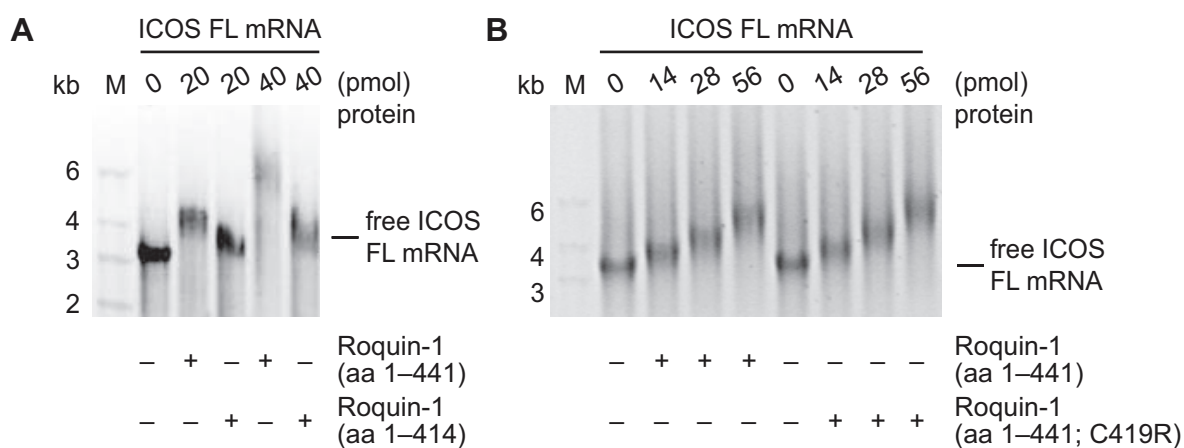 A
ICOS FL mRNA
kb M 0 20 20 40 40 (pmol)
protein
6
4
3
2
free ICOS
FL mRNA
– + – + – Roquin-1
(aa 1–441)
– – + – + Roquin-1
(aa 1–414)
B
ICOS FL mRNA
kb M 0 14 28 56 0 14 28 56 (pmol)
protein
6
4
3
free ICOS
FL mRNA
– + + + – – – – Roquin-1
(aa 1–441)
– – – – – + + + Roquin-1
(aa 1–441; C419R)